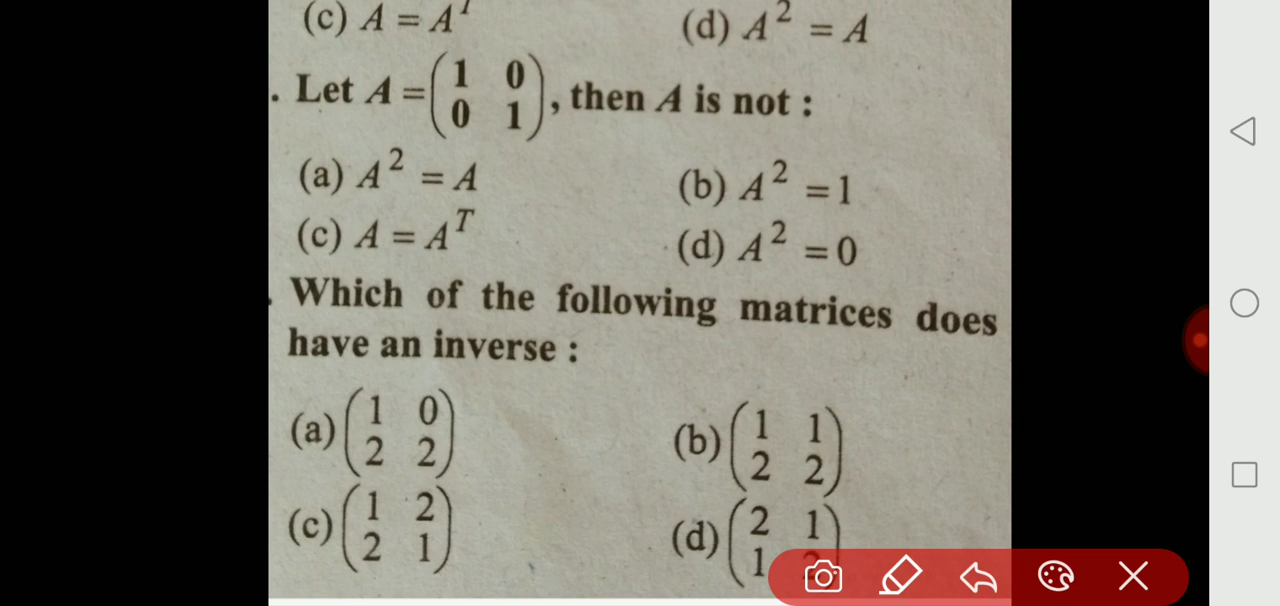 (c) A = Aᵀ (d) A² = A
. Let A = (1 0
0 1), then A is not :
(a) A² = A (b) A² = 1
(c) A = Aᵀ (d) A² = 0
. Which of the following matrices does
have an inverse :
(a) (1 0
2 2) (b) (1 1
2 2)
(c) (1 2
2 1) (d) (2 1
1